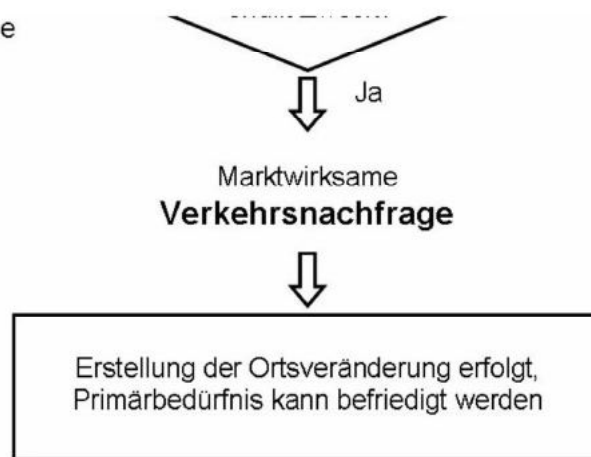 e
Ja
Marktwirksame
Verkehrsnachfrage
Erstellung der Ortsveränderung erfolgt,
Primärbedürfnis kann befriedigt werden